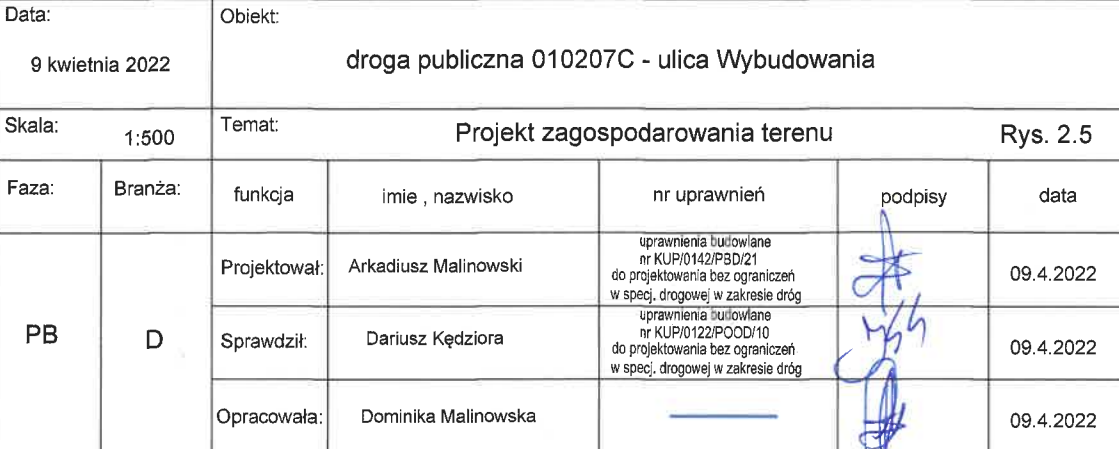 Data:
9 kwietnia 2022
Obiekt:
droga publiczna 010207C - ulica Wybudowania
Skala:
1:500
Temat:
Projekt zagospodarowania terenu
Rys. 2.5
Faza:
Branża:
funkcja
imie , nazwisko
nr uprawnień
podpisy
data
PB
D
Projektował:
Arkadiusz Malinowski
uprawnienia budowlane
nr KUP/0142/PBD/21
do projektowania bez ograniczeń
w specj. drogowej w zakresie dróg
09.4.2022
Sprawdził:
Dariusz Kędziora
uprawnienia budowlane
nr KUP/0122/POOD/10
do projektowania bez ograniczeń
w specj. drogowej w zakresie dróg
09.4.2022
Opracowała:
Dominika Malinowska
09.4.2022